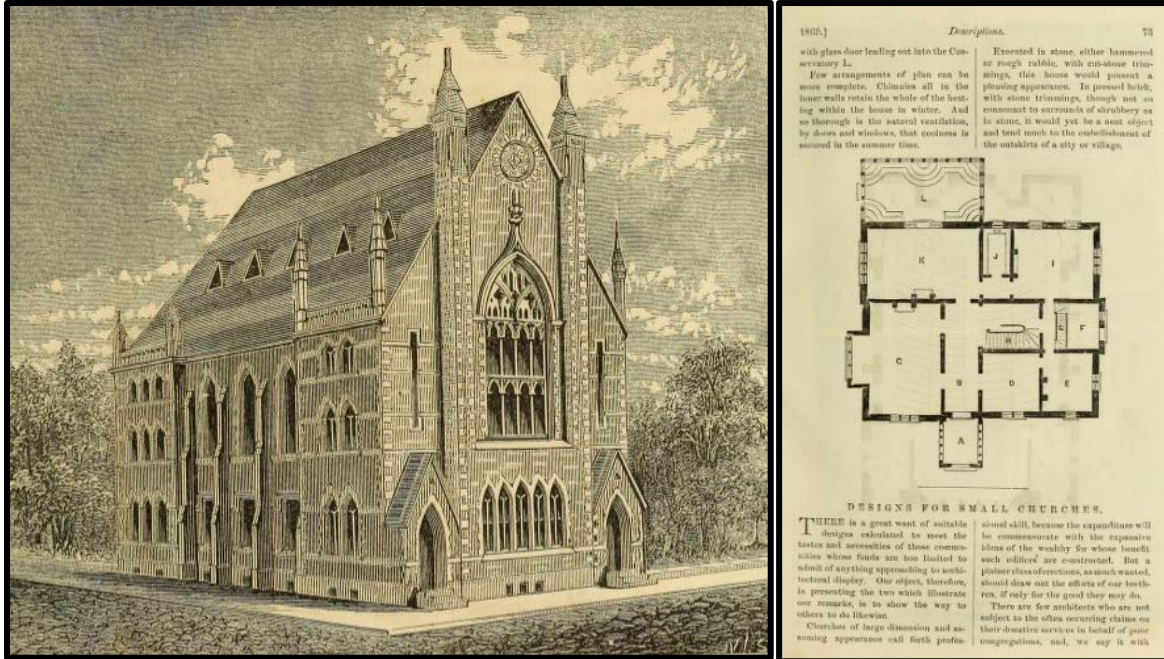 1869.] Descriptions. 73
with glass door leading out into the Con-
servatory L.
Few arrangements of plan can be
more complete. Chimnies all in the
inner walls retain the whole of the heat-
ing within the house in winter. And
so thorough is the natural ventilation,
by doors and windows, that coolness is
secured in the summer time.
Executed in stone, either hammered
or rough rubble, with cut-stone trim-
mings, this house would present a
pleasing appearance. In pressed brick,
with stone trimmings, though not so
consonant to surrounds of shrubbery as
in stone, it would yet be a neat object
and tend much to the embellishment of
the outskirts of a city or village.
L
K
J
I
C
H
G
F
B
D
E
A
DESIGNS FOR SMALL CHURCHES.
THERE is a great want of suitable
designs calculated to meet the
tastes and necessities of those commu-
nities whose funds are too limited to
admit of anything approaching to archi-
tectural display. Our object, therefore,
in presenting the two which illustrate
our remarks, is to show the way to
others to do likewise.
Churches of large dimension and as-
suming appearance call forth profes-
sional skill, because the expenditure will
be commensurate with the expansive
ideas of the wealthy for whose benefit
such edifices are constructed. But a
plainer class of erections, as much wanted,
should draw out the efforts of our breth-
ren, if only for the good they may do.
There are few architects who are not
subject to the often occurring claims on
their donative services in behalf of poor
congregations, and, we say it with